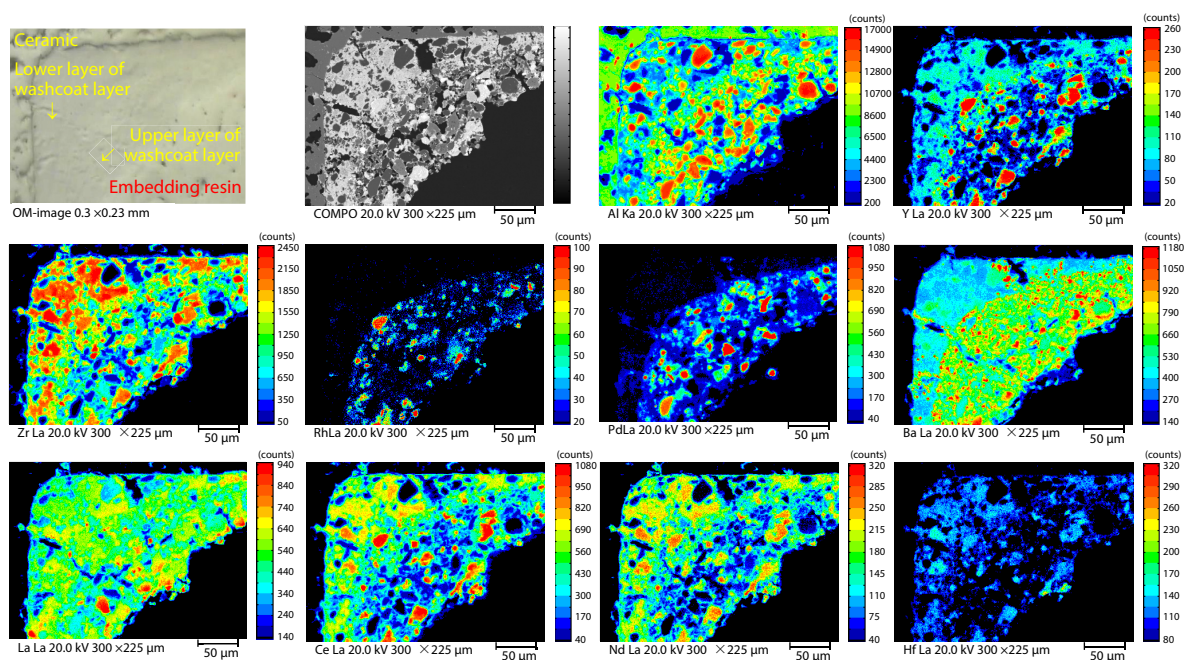 Ceramic
Lower layer of
washcoat layer
Upper layer of
washcoat layer
Embedding resin
OM-image 0.3 ×0.23 mm
COMPO 20.0 kV 300 ×225 µm
50 µm
(counts)
17000
14900
12800
10700
8600
6500
4400
2300
200
Al Ka 20.0 kV 300 ×225 µm
50 µm
(counts)
260
230
200
170
140
110
80
50
20
Y La 20.0 kV 300 ×225 µm
50 µm
(counts)
2450
2150
1850
1550
1250
950
650
350
50
Zr La 20.0 kV 300 ×225 µm
50 µm
(counts)
100
90
80
70
60
50
40
30
20
RhLa 20.0 kV 300 ×225 µm
50 µm
(counts)
1080
950
820
690
560
430
300
170
40
PdLa 20.0 kV 300 ×225 µm
50 µm
(counts)
1180
1050
920
790
660
530
400
270
140
Ba La 20.0 kV 300 ×225 µm
50 µm
(counts)
940
840
740
640
540
440
340
240
140
La La 20.0 kV 300 ×225 µm
50 µm
(counts)
1080
950
820
690
560
430
300
170
40
Ce La 20.0 kV 300 ×225 µm
50 µm
(counts)
320
285
250
215
180
145
110
75
40
Nd La 20.0 kV 300 ×225 µm
50 µm
(counts)
320
290
260
230
200
170
140
110
80
Hf La 20.0 kV 300 ×225 µm
50 µm